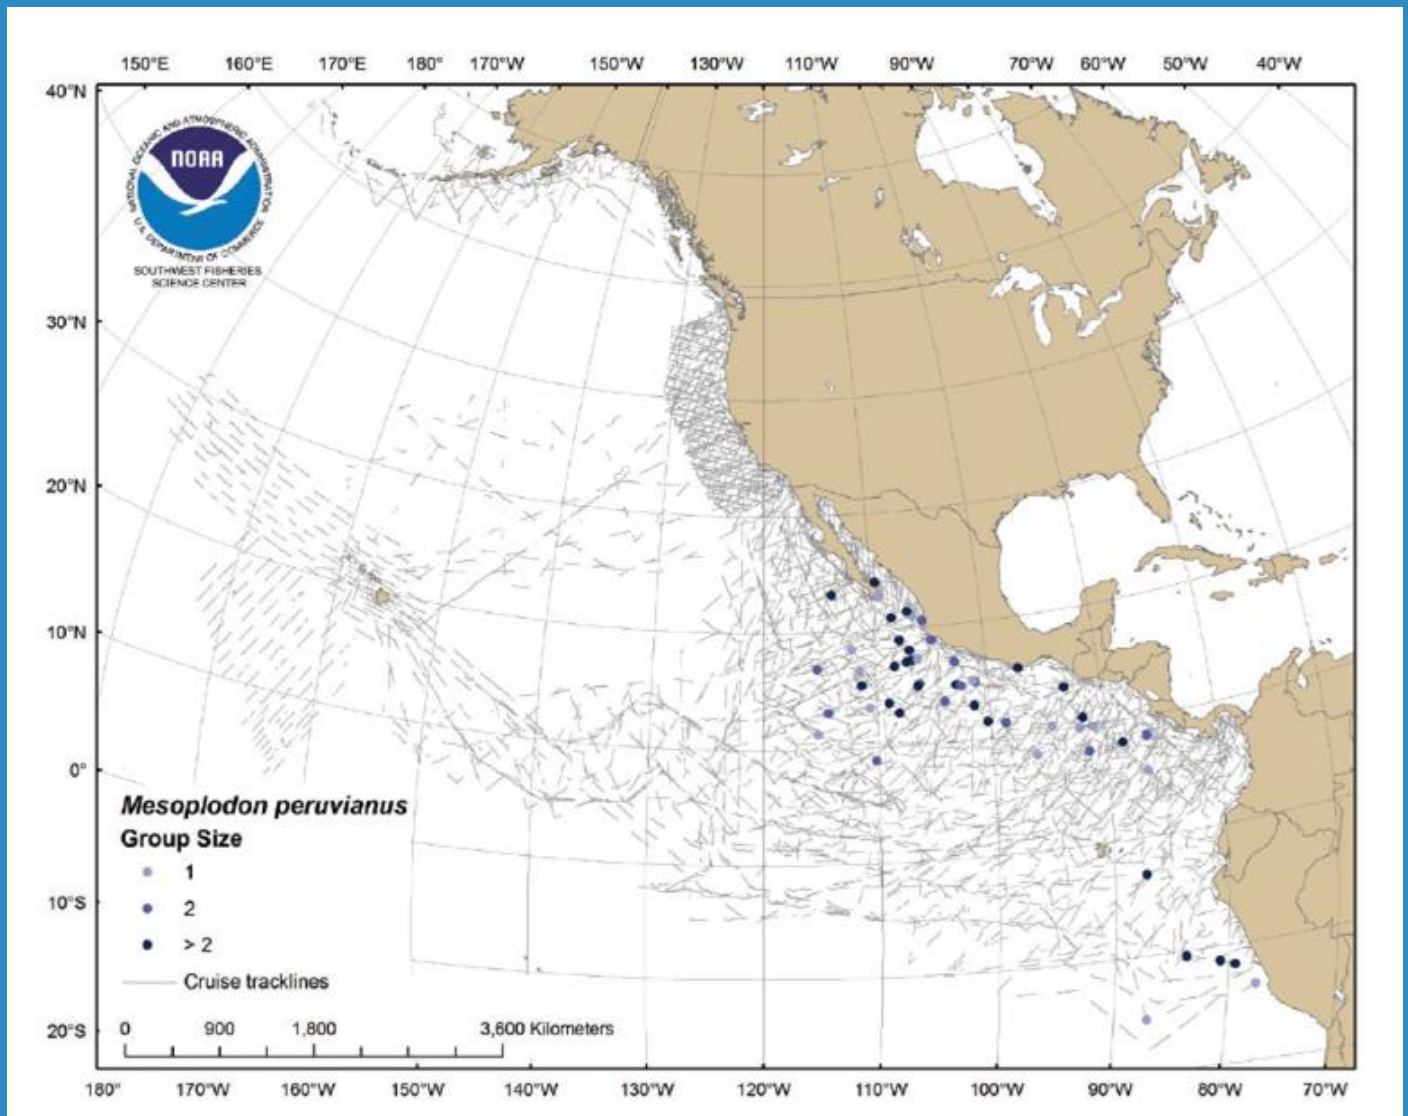 150°E 160°E 170°E 180° 170°W 150°W 130°W 110°W 90°W 70°W 60°W 50°W 40°W
40°N
30°N
20°N
10°N
0°
10°S
20°S
NATIONAL OCEANIC AND ATMOSPHERIC ADMINISTRATION
NOAA
U.S. DEPARTMENT OF COMMERCE
SOUTHWEST FISHERIES
SCIENCE CENTER
Mesoplodon peruvianus
Group Size
1
2
> 2
Cruise tracklines
0 900 1,800 3,600 Kilometers
180° 170°W 160°W 150°W 140°W 130°W 120°W 110°W 100°W 90°W 80°W 70°W